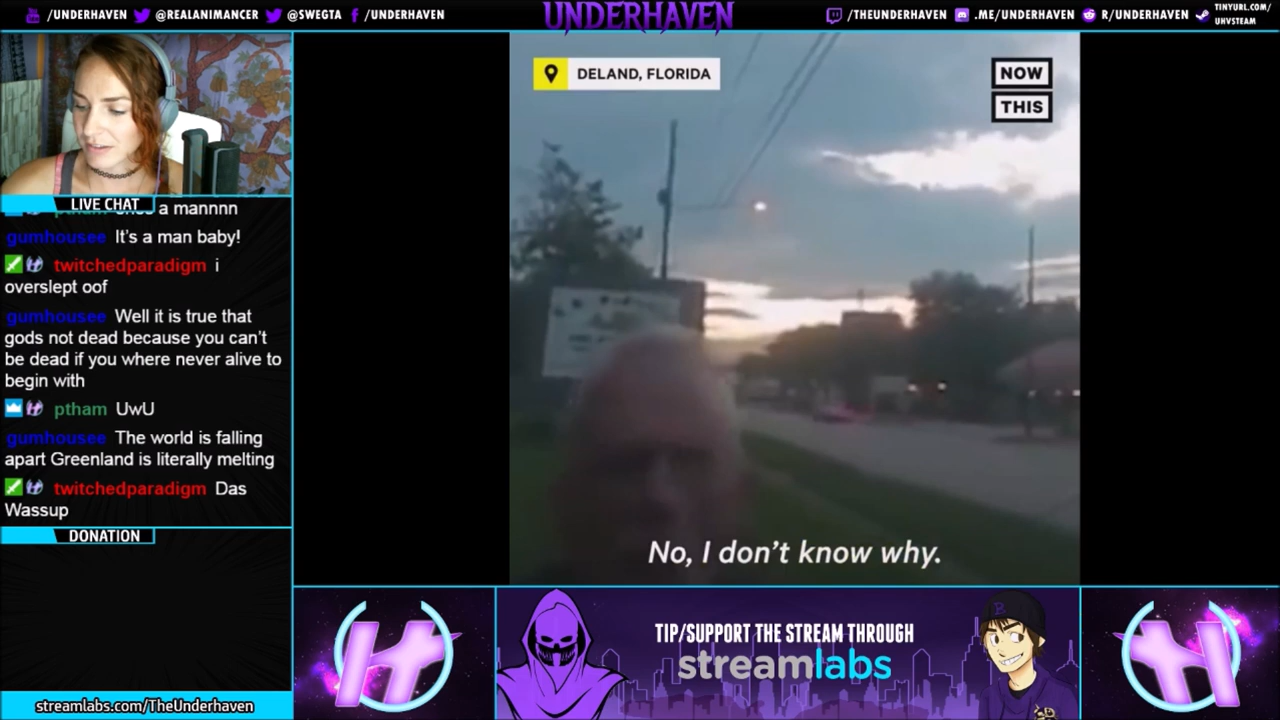 /UNDERHAVEN @REALANIMANCER @SWEGTA /UNDERHAVEN
UNDERHAVEN
/THEUNDERHAVEN .ME/UNDERHAVEN R/UNDERHAVEN TINYURL.COM/
UHVSTEAM
DELAND, FLORIDA
NOW
THIS
LIVE CHAT
a mannnn
gumhousee It's a man baby!
twitchedparadigm i
overslept oof
gumhousee Well it is true that
gods not dead because you can't
be dead if you where never alive to
begin with
ptham UwU
gumhousee The world is falling
apart Greenland is literally melting
twitchedparadigm Das
Wassup
DONATION
No, I don't know why.
TIP/SUPPORT THE STREAM THROUGH
streamlabs
streamlabs.com/TheUnderhaven